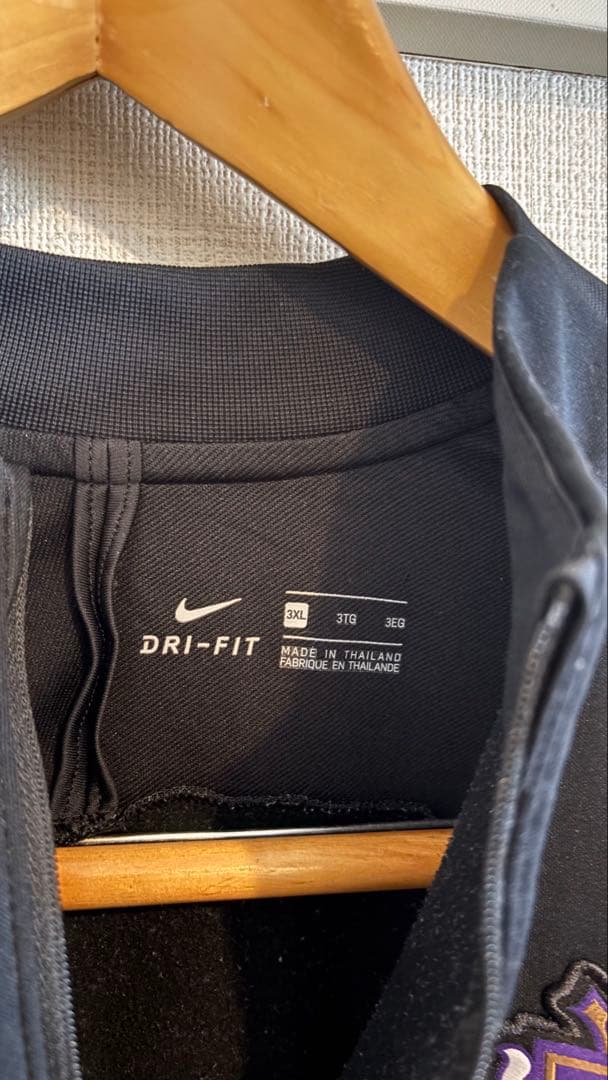 DRI-FIT
3XL 3TG 3EG
MADE IN THAILAND
FABRIQUE EN THAILANDE